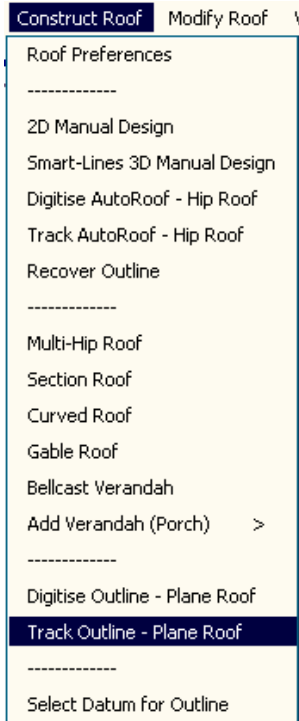 Construct Roof Modify Roof
Roof Preferences
-------------
2D Manual Design
Smart-Lines 3D Manual Design
Digitise AutoRoof - Hip Roof
Track AutoRoof - Hip Roof
Recover Outline
-------------
Multi-Hip Roof
Section Roof
Curved Roof
Gable Roof
Bellcast Verandah
Add Verandah (Porch) >
-------------
Digitise Outline - Plane Roof
Track Outline - Plane Roof
-------------
Select Datum for Outline